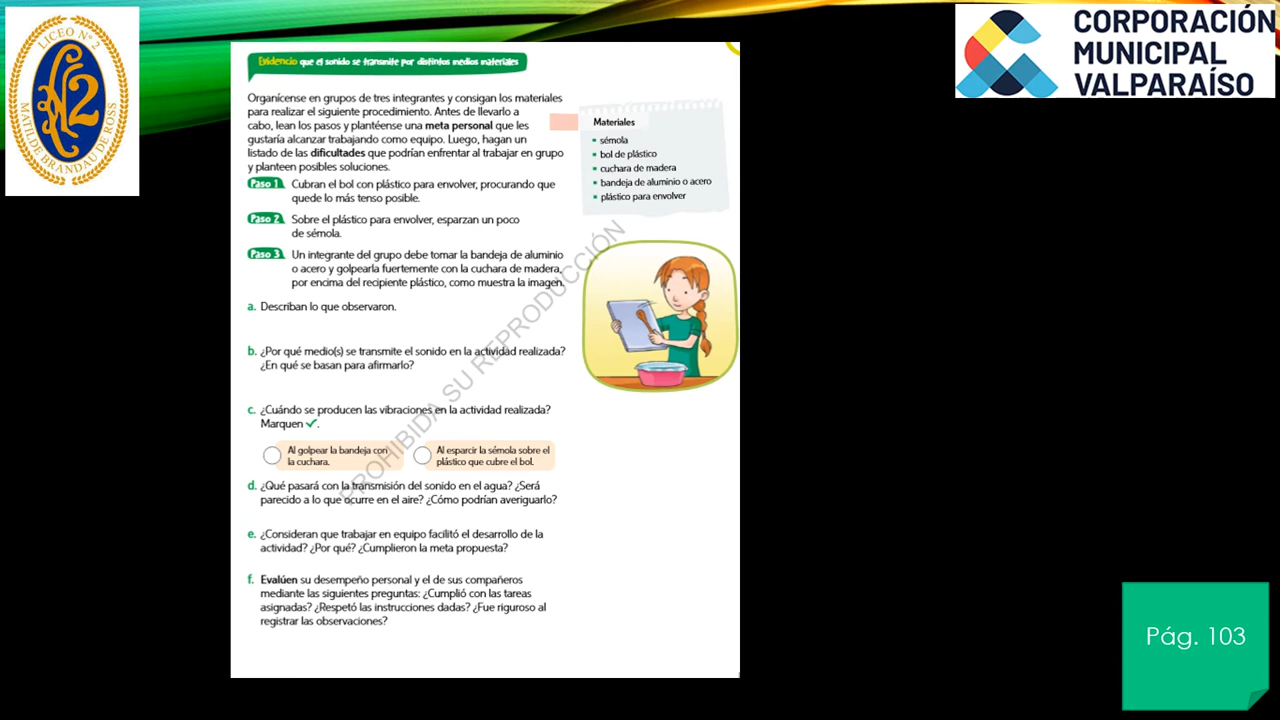 LICEO N° 2
MATILDE BRANDAU DE ROSS
CORPORACIÓN
MUNICIPAL
VALPARAÍSO
Evidencio que el sonido se transmite por distintos medios materiales
Organícense en grupos de tres integrantes y consigan los materiales
para realizar el siguiente procedimiento. Antes de llevarlo a
cabo, lean los pasos y plantéense una meta personal que les
gustaría alcanzar trabajando como equipo. Luego, hagan un
listado de las dificultades que podrían enfrentar al trabajar en grupo
y planteen posibles soluciones.
Materiales
sémola
bol de plástico
cuchara de madera
bandeja de aluminio o acero
plástico para envolver
Paso 1 Cubran el bol con plástico para envolver, procurando que
quede lo más tenso posible.
Paso 2 Sobre el plástico para envolver, esparzan un poco
de sémola.
Paso 3 Un integrante del grupo debe tomar la bandeja de aluminio
o acero y golpearla fuertemente con la cuchara de madera,
por encima del recipiente plástico, como muestra la imagen.
a. Describan lo que observaron.
b. ¿Por qué medio(s) se transmite el sonido en la actividad realizada?
¿En qué se basan para afirmarlo?
c. ¿Cuándo se producen las vibraciones en la actividad realizada?
Marquen ✓.
Al golpear la bandeja con
la cuchara.
Al esparcir la sémola sobre el
plástico que cubre el bol.
d. ¿Qué pasará con la transmisión del sonido en el agua? ¿Será
parecido a lo que ocurre en el aire? ¿Cómo podrían averiguarlo?
e. ¿Consideran que trabajar en equipo facilitó el desarrollo de la
actividad? ¿Por qué? ¿Cumplieron la meta propuesta?
f. Evalúen su desempeño personal y el de sus compañeros
mediante las siguientes preguntas: ¿Cumplió con las tareas
asignadas? ¿Respetó las instrucciones dadas? ¿Fue riguroso al
registrar las observaciones?
PROHIBIDA SU REPRODUCCIÓN
Pág. 103